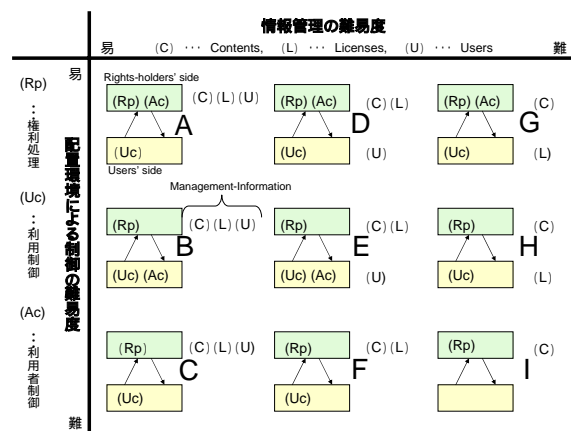 情報管理の難易度
易 (C) … Contents, (L) … Licenses, (U) … Users 難
易
(Rp)
…
権利処理
(Uc)
…
利用制御
(Ac)
…
利用者制御
配置環境による制御の難易度
難
Rights-holders' side
(Rp) (Ac) (C) (L) (U)
A
(Uc)
Users' side
(Rp) (Ac) (C) (L)
D
(Uc) (U)
(Rp) (Ac) (C)
G
(Uc) (L)
Management-Information
(Rp) (C) (L) (U)
B
(Uc) (Ac)
(Rp) (C) (L)
E
(Uc) (Ac) (U)
(Rp) (C)
H
(Uc) (L)
(Rp) (C) (L) (U)
C
(Uc)
(Rp) (C) (L)
F
(Uc)
(Rp) (C)
I